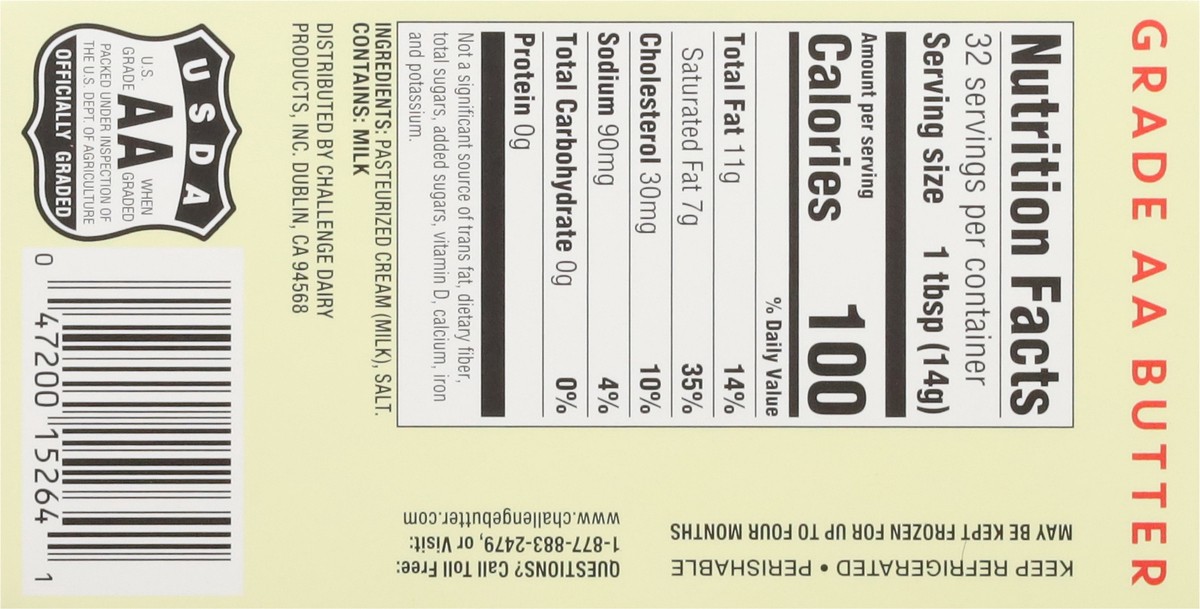 GRADE AA BUTTER
Nutrition Facts
32 servings per container
Serving size 1 tbsp (14g)
Amount per serving
Calories 100
% Daily Value
Total Fat 11g 14%
Saturated Fat 7g 35%
Cholesterol 30mg 10%
Sodium 90mg 4%
Total Carbohydrate 0g 0%
Protein 0g
Not a significant source of trans fat, dietary fiber,
total sugars, added sugars, vitamin D, calcium, iron
and potassium.
INGREDIENTS: PASTEURIZED CREAM (MILK), SALT.
CONTAINS: MILK
DISTRIBUTED BY CHALLENGE DAIRY
PRODUCTS, INC. DUBLIN, CA 94568
USDA
U.S. GRADE AA WHEN GRADED
PACKED UNDER INSPECTION OF
THE U.S. DEPT. OF AGRICULTURE
OFFICIALLY GRADED
0 47200 15264 1
KEEP REFRIGERATED • PERISHABLE
MAY BE KEPT FROZEN FOR UP TO FOUR MONTHS
QUESTIONS? Call Toll Free:
1-877-883-2479, or Visit:
www.challengebutter.com